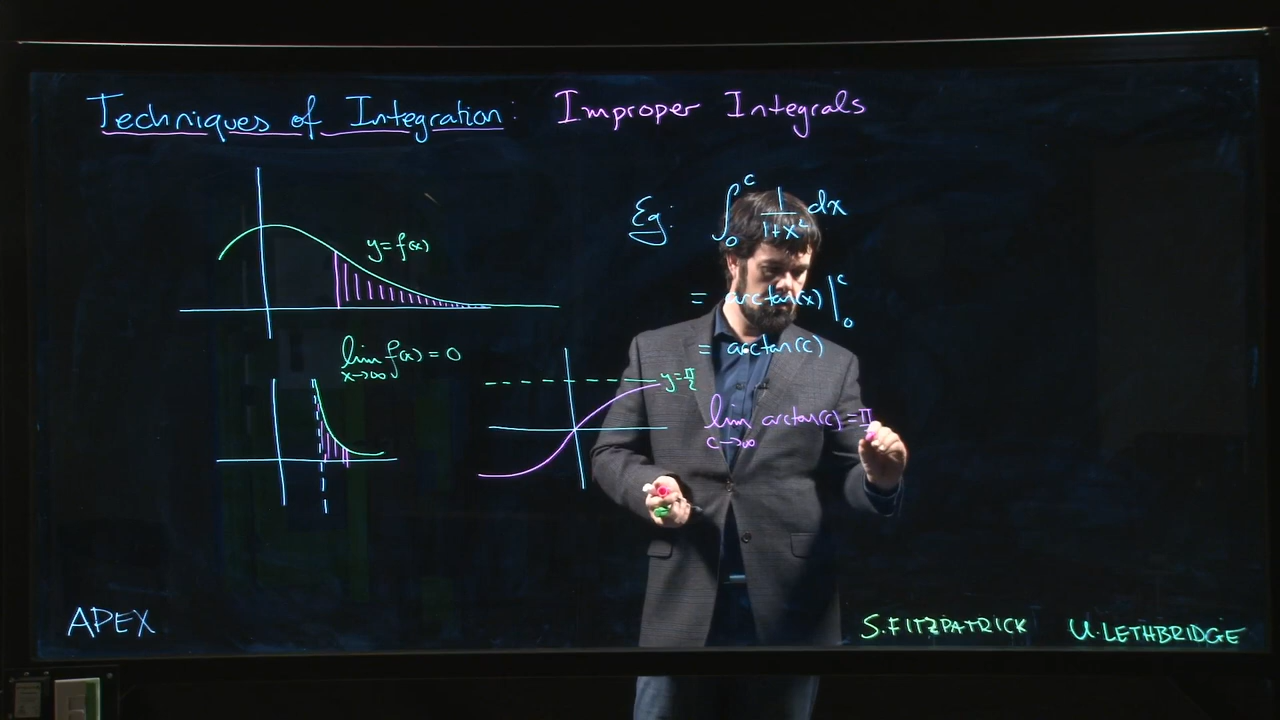 Techniques of Integration: Improper Integrals
y=f(x)
lim f(x) = 0
x→∞
y=π/2
Eg: ∫₀ᶜ 1/(1+x²) dx
= arctan(x) |₀ᶜ
= arctan(c)
lim arctan(c) = π
c→∞
APEX
S. FITZPATRICK U. LETHBRIDGE